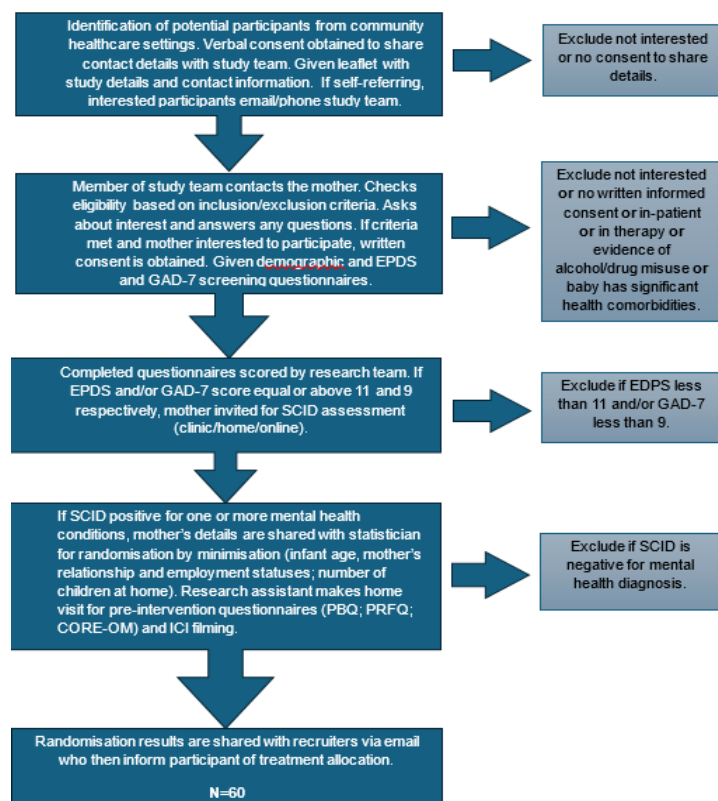 Identification of potential participants from community
healthcare settings. Verbal consent obtained to share
contact details with study team. Given leaflet with
study details and contact information. If self-referring,
interested participants email/phone study team.
Exclude not interested
or no consent to share
details.
Member of study team contacts the mother. Checks
eligibility based on inclusion/exclusion criteria. Asks
about interest and answers any questions. If criteria
met and mother interested to participate, written
consent is obtained. Given demographic and EPDS
and GAD-7 screening questionnaires.
Exclude not interested
or no written informed
consent or in-patient
or in therapy or
evidence of
alcohol/drug misuse or
baby has significant
health comorbidities.
Completed questionnaires scored by research team. If
EPDS and/or GAD-7 score equal or above 11 and 9
respectively, mother invited for SCID assessment
(clinic/home/online).
Exclude if EDPS less
than 11 and/or GAD-7
less than 9.
If SCID positive for one or more mental health
conditions, mother's details are shared with statistician
for randomisation by minimisation (infant age, mother's
relationship and employment statuses; number of
children at home). Research assistant makes home
visit for pre-intervention questionnaires (PBQ; PRFQ;
CORE-OM) and ICI filming.
Exclude if SCID is
negative for mental
health diagnosis.
Randomisation results are shared with recruiters via email
who then inform participant of treatment allocation.
N=60